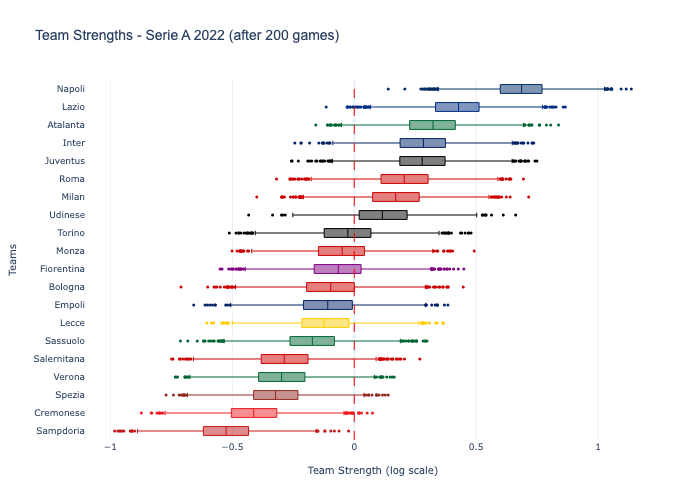 Team Strengths - Serie A 2022 (after 200 games)
Teams
Napoli
Lazio
Atalanta
Inter
Juventus
Roma
Milan
Udinese
Torino
Monza
Fiorentina
Bologna
Empoli
Lecce
Sassuolo
Salernitana
Verona
Spezia
Cremonese
Sampdoria
−1
−0.5
0
0.5
1
Team Strength (log scale)